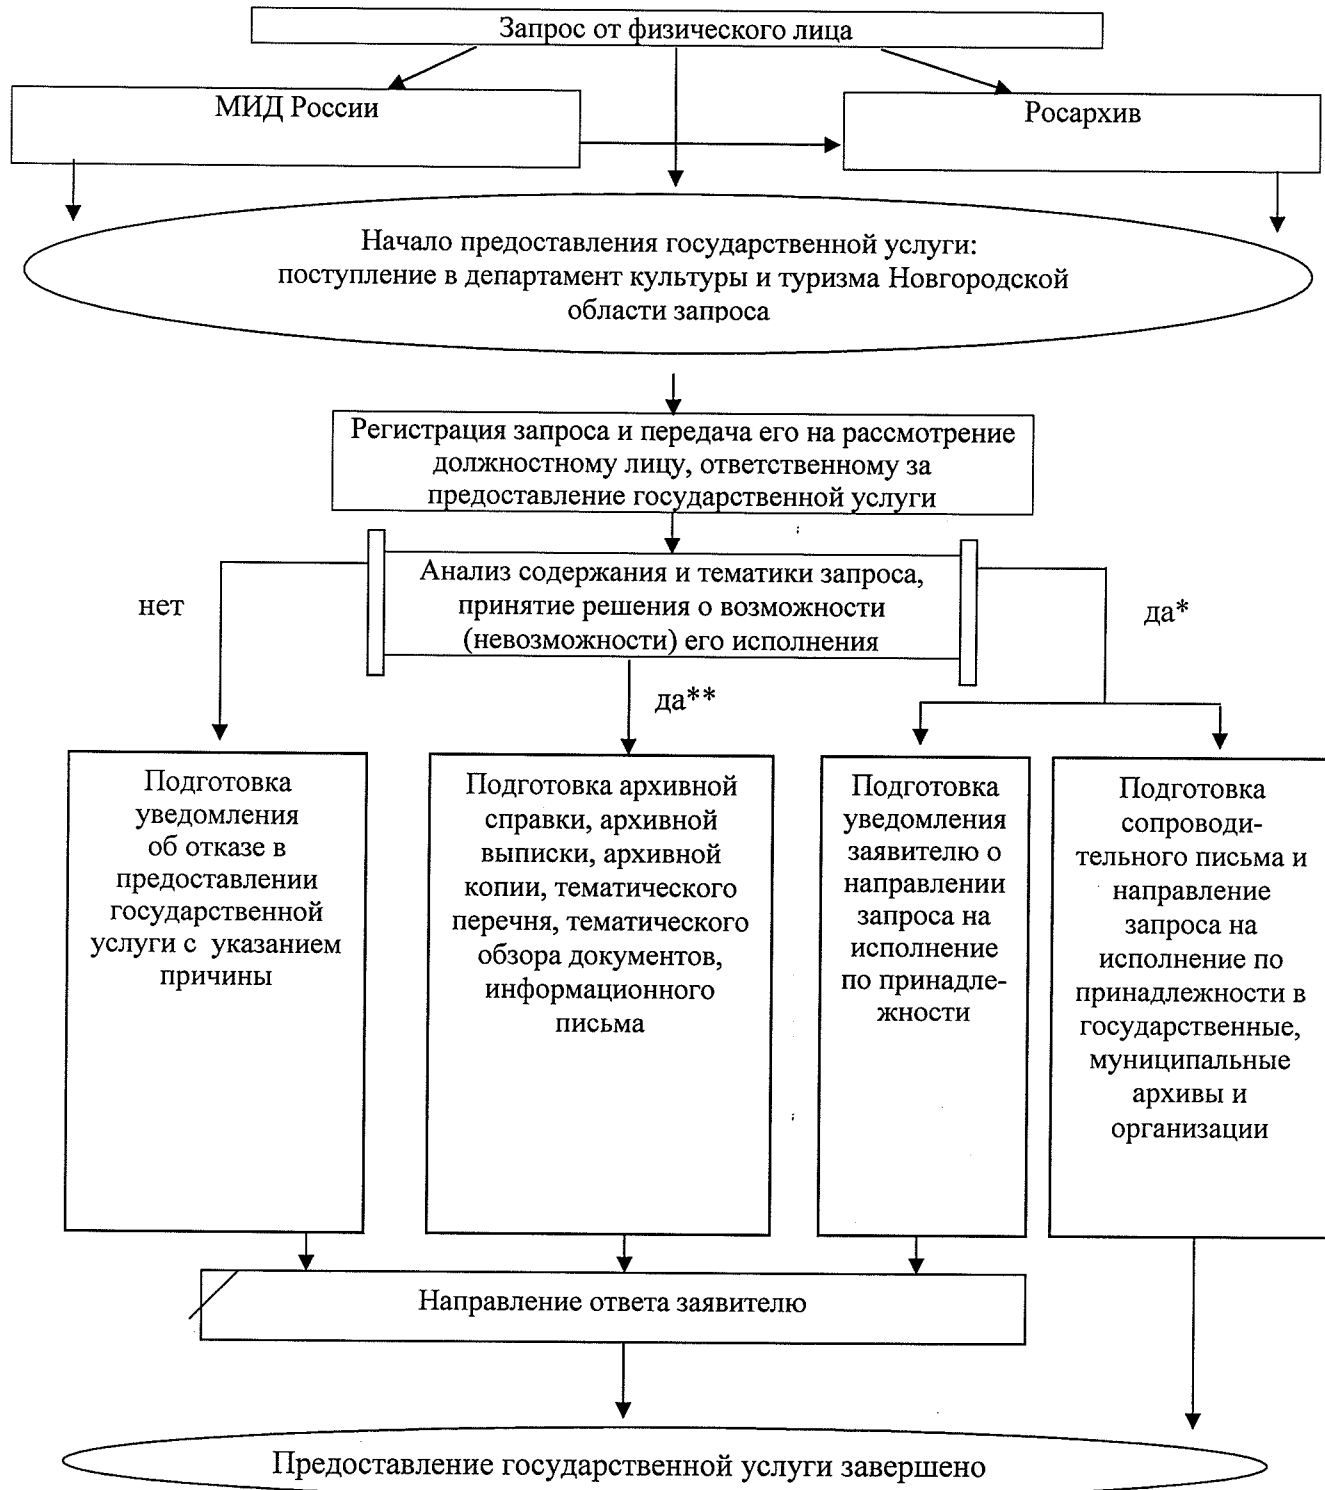 Запрос от физического лица
МИД России
Росархив
Начало предоставления государственной услуги:
поступление в департамент культуры и туризма Новгородской
области запроса
Регистрация запроса и передача его на рассмотрение
должностному лицу, ответственному за
предоставление государственной услуги
Анализ содержания и тематики запроса,
принятие решения о возможности
(невозможности) его исполнения
нет
да*
да**
Подготовка
уведомления
об отказе в
предоставлении
государственной
услуги с указанием
причины
Подготовка архивной
справки, архивной
выписки, архивной
копии, тематического
перечня, тематического
обзора документов,
информационного
письма
Подготовка
уведомления
заявителю о
направлении
запроса на
исполнение
по принадле-
жности
Подготовка
сопроводи-
тельного письма и
направление
запроса на
исполнение по
принадлежности в
государственные,
муниципальные
архивы и
организации
Направление ответа заявителю
Предоставление государственной услуги завершено